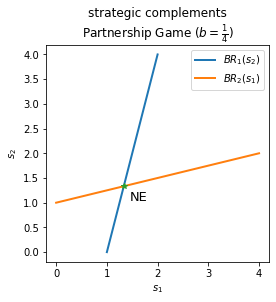 strategic complements
Partnership Game (b = 1/4)
BR₁(s₂)
BR₂(s₁)
4.0
3.5
3.0
2.5
2.0
1.5
1.0
0.5
0.0
s₂
NE
0 1 2 3 4
s₁